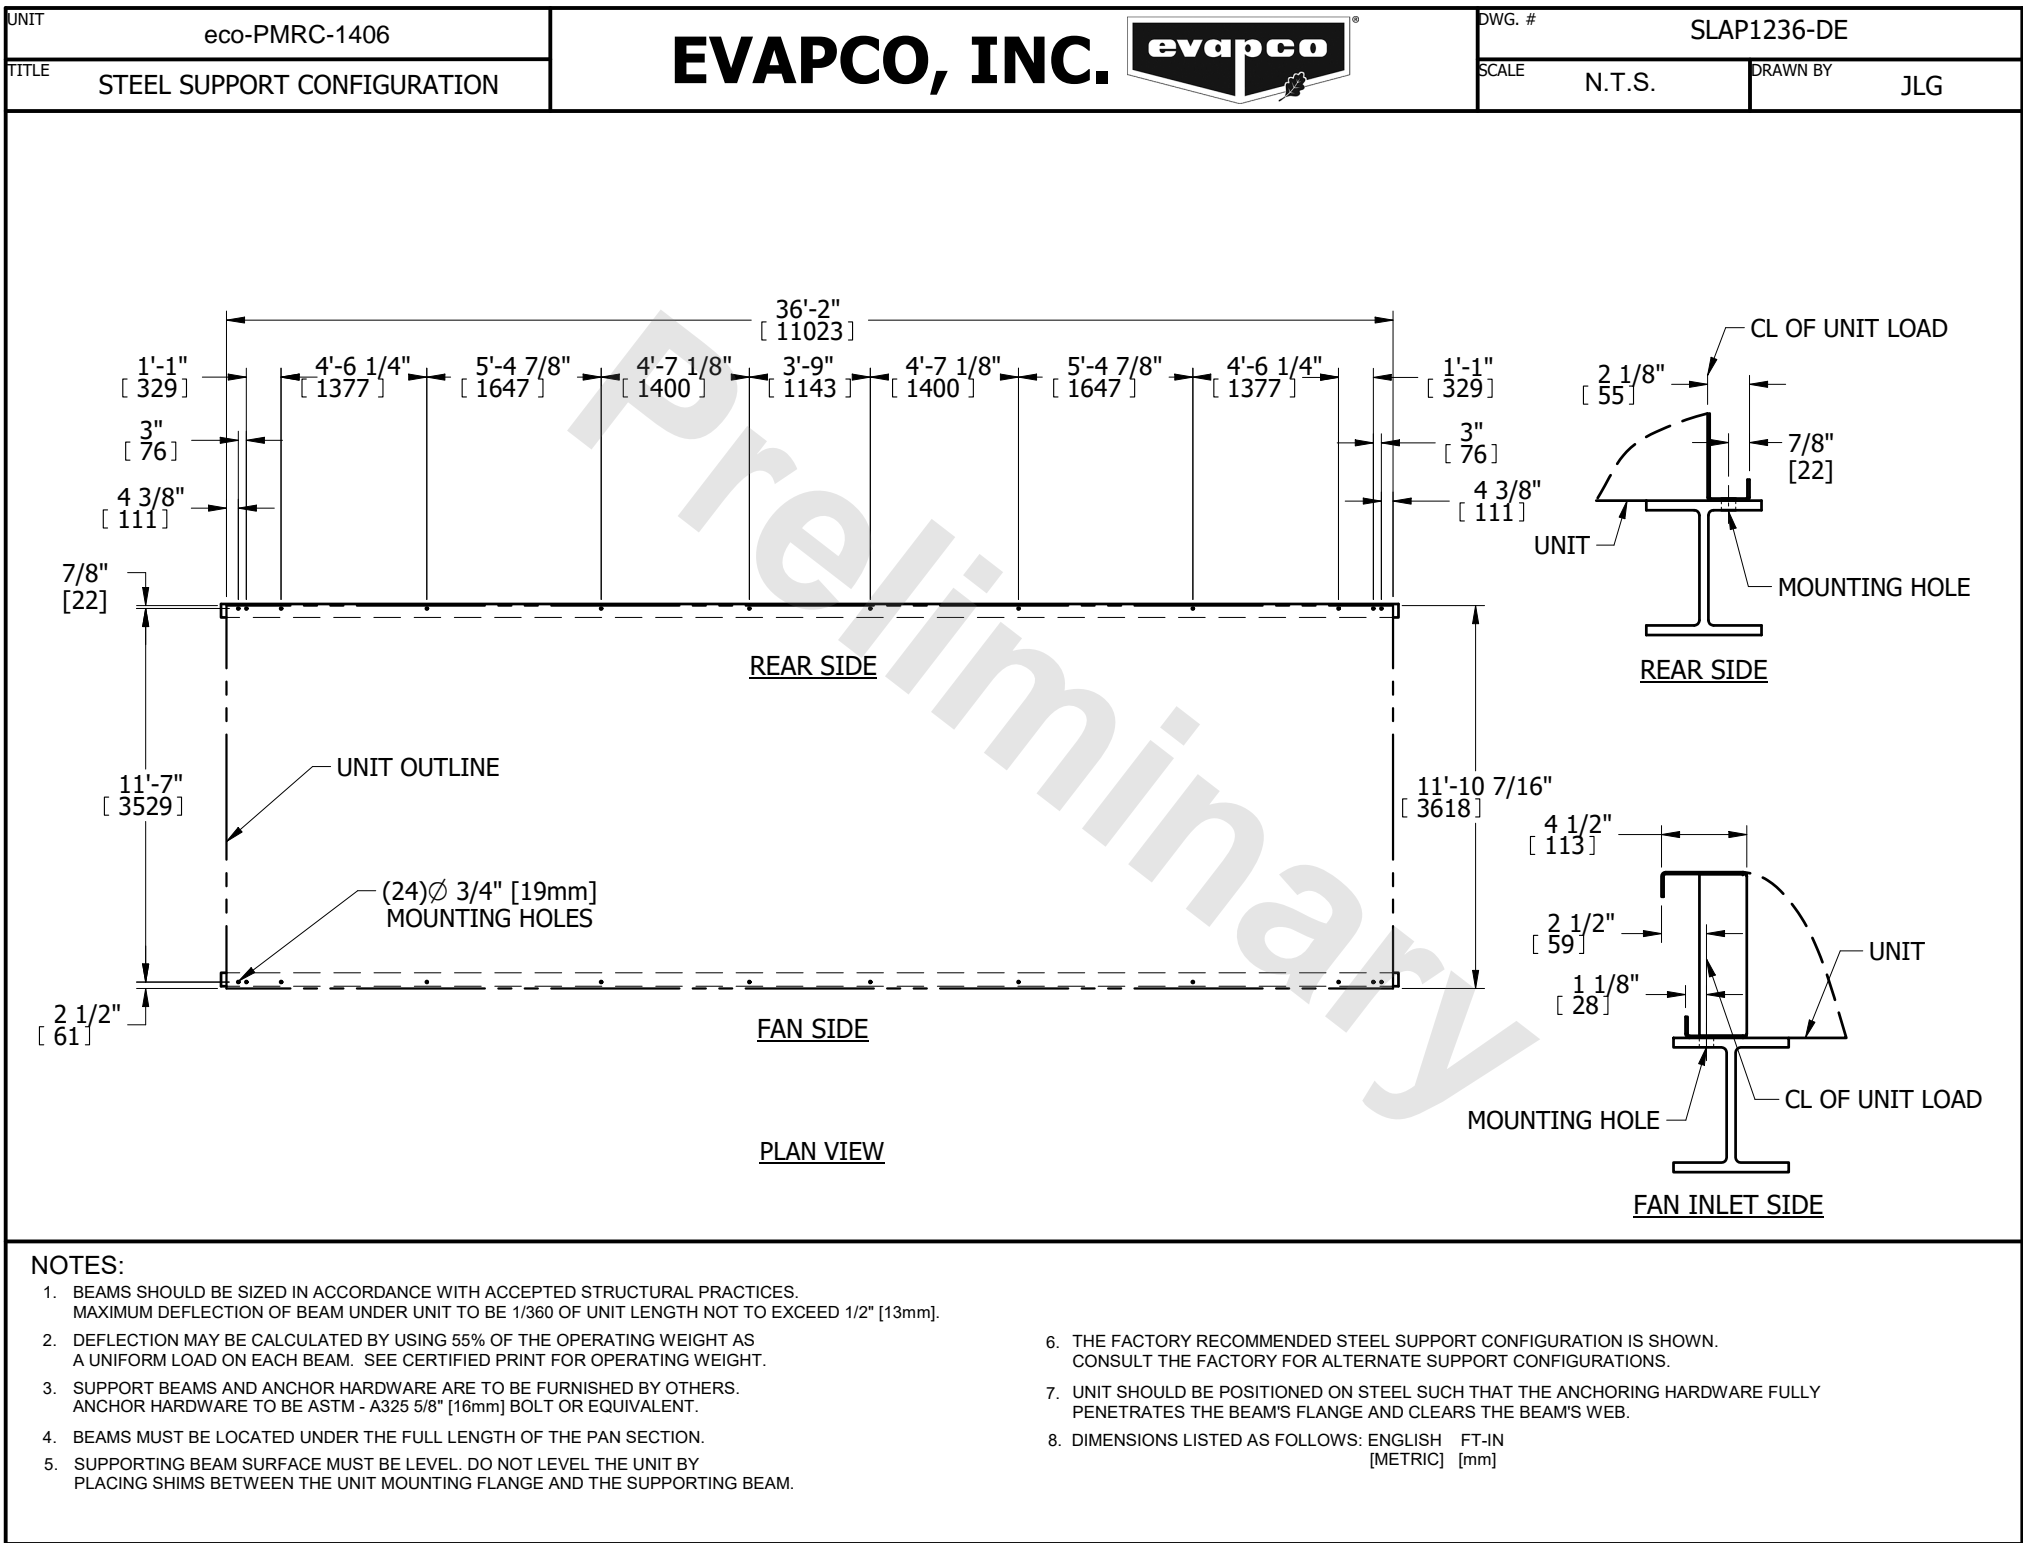 UNIT
eco-PMRC-1406
TITLE
STEEL SUPPORT CONFIGURATION
EVAPCO, INC.
evapco
®
DWG. #
SLAP1236-DE
SCALE
N.T.S.
DRAWN BY
JLG
36'-2"
[ 11023 ]
1'-1"
[ 329 ]
4'-6 1/4"
[ 1377 ]
5'-4 7/8"
[ 1647 ]
4'-7 1/8"
[ 1400 ]
3'-9"
[ 1143 ]
4'-7 1/8"
[ 1400 ]
5'-4 7/8"
[ 1647 ]
4'-6 1/4"
[ 1377 ]
1'-1"
[ 329 ]
3"
[ 76 ]
3"
[ 76 ]
4 3/8"
[ 111 ]
4 3/8"
[ 111 ]
7/8"
[22]
REAR SIDE
UNIT OUTLINE
11'-7"
[ 3529 ]
11'-10 7/16"
[ 3618 ]
(24)Ø 3/4" [19mm]
MOUNTING HOLES
2 1/2"
[ 61 ]
FAN SIDE
PLAN VIEW
Preliminary
CL OF UNIT LOAD
2 1/8"
[ 55 ]
7/8"
[22]
UNIT
MOUNTING HOLE
REAR SIDE
4 1/2"
[ 113 ]
2 1/2"
[ 59 ]
UNIT
1 1/8"
[ 28 ]
CL OF UNIT LOAD
MOUNTING HOLE
FAN INLET SIDE
NOTES:
1. BEAMS SHOULD BE SIZED IN ACCORDANCE WITH ACCEPTED STRUCTURAL PRACTICES.
MAXIMUM DEFLECTION OF BEAM UNDER UNIT TO BE 1/360 OF UNIT LENGTH NOT TO EXCEED 1/2" [13mm].
2. DEFLECTION MAY BE CALCULATED BY USING 55% OF THE OPERATING WEIGHT AS
A UNIFORM LOAD ON EACH BEAM. SEE CERTIFIED PRINT FOR OPERATING WEIGHT.
3. SUPPORT BEAMS AND ANCHOR HARDWARE ARE TO BE FURNISHED BY OTHERS.
ANCHOR HARDWARE TO BE ASTM - A325 5/8" [16mm] BOLT OR EQUIVALENT.
4. BEAMS MUST BE LOCATED UNDER THE FULL LENGTH OF THE PAN SECTION.
5. SUPPORTING BEAM SURFACE MUST BE LEVEL. DO NOT LEVEL THE UNIT BY
PLACING SHIMS BETWEEN THE UNIT MOUNTING FLANGE AND THE SUPPORTING BEAM.
6. THE FACTORY RECOMMENDED STEEL SUPPORT CONFIGURATION IS SHOWN.
CONSULT THE FACTORY FOR ALTERNATE SUPPORT CONFIGURATIONS.
7. UNIT SHOULD BE POSITIONED ON STEEL SUCH THAT THE ANCHORING HARDWARE FULLY
PENETRATES THE BEAM'S FLANGE AND CLEARS THE BEAM'S WEB.
8. DIMENSIONS LISTED AS FOLLOWS: ENGLISH FT-IN
[METRIC] [mm]